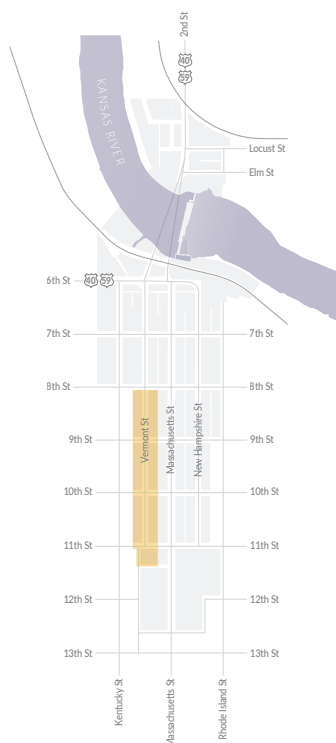 2nd St
40
59
KANSAS RIVER
Locust St
Elm St
6th St 40 59
7th St 7th St
8th St 8th St
Vermont St
Massachusetts St
New Hampshire St
9th St 9th St
10th St 10th St
11th St 11th St
12th St 12th St
13th St 13th St
Kentucky St
Massachusetts St
Rhode Island St